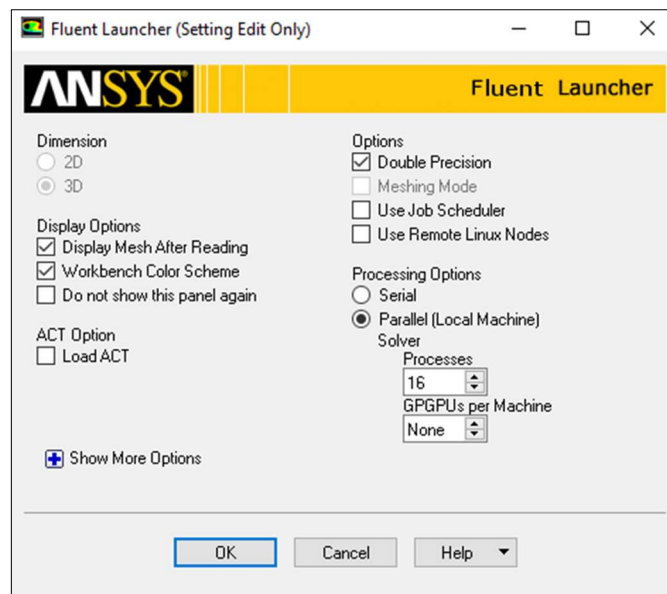 Fluent Launcher (Setting Edit Only)
ANSYS
Fluent Launcher
Dimension
2D
3D
Display Options
Display Mesh After Reading
Workbench Color Scheme
Do not show this panel again
ACT Option
Load ACT
Show More Options
Options
Double Precision
Meshing Mode
Use Job Scheduler
Use Remote Linux Nodes
Processing Options
Serial
Parallel (Local Machine)
Solver
Processes
16
GPGPUs per Machine
None
OK
Cancel
Help